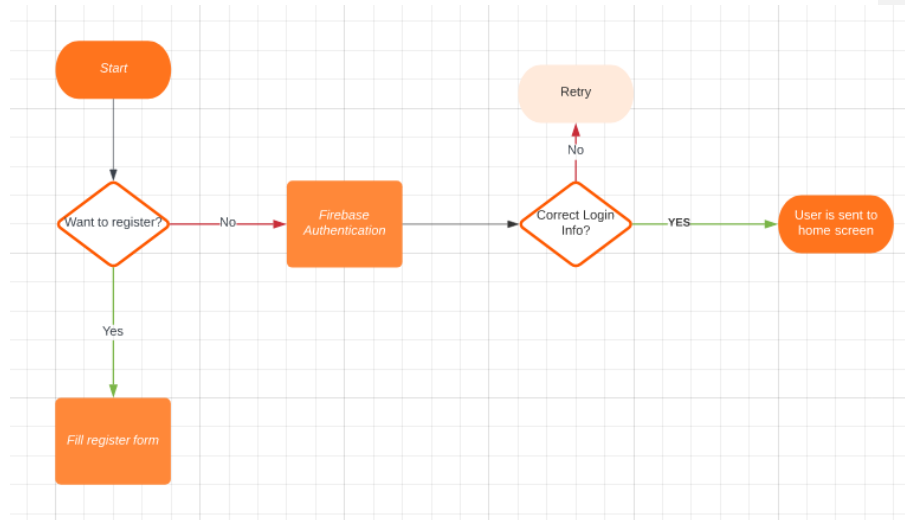 Start
Retry
No
Want to register?
No
Firebase
Authentication
Correct Login
Info?
YES
User is sent to
home screen
Yes
Fill register form